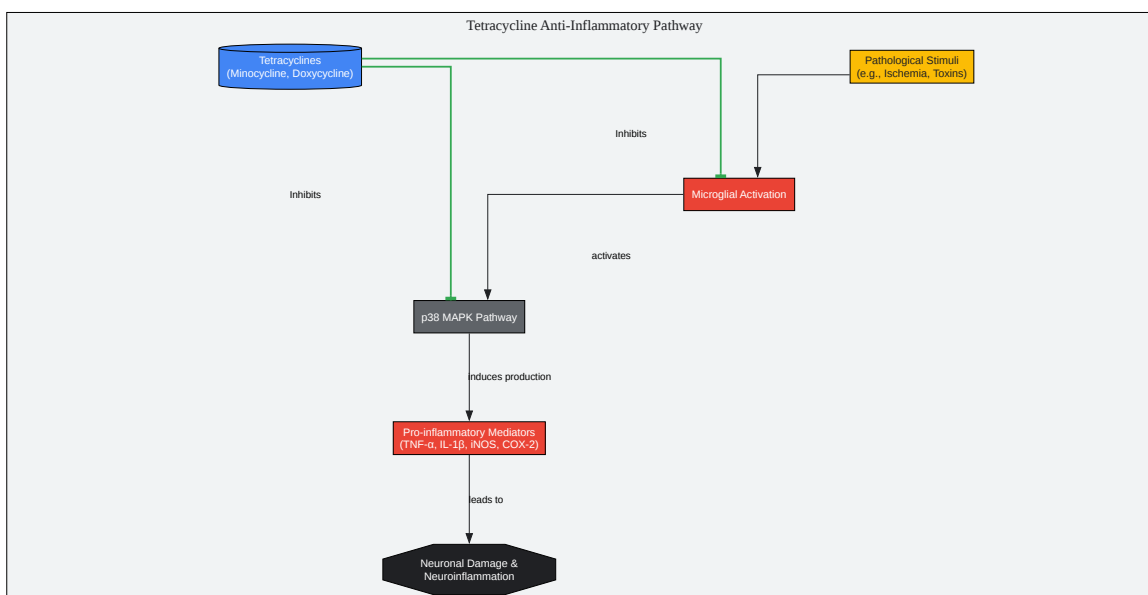 Tetracycline Anti-Inflammatory Pathway
Tetracyclines
(Minocycline, Doxycycline)
Pathological Stimuli
(e.g., Ischemia, Toxins)
Inhibits
Inhibits
Microglial Activation
activates
p38 MAPK Pathway
induces production
Pro-inflammatory Mediators
(TNF-α, IL-1β, iNOS, COX-2)
leads to
Neuronal Damage &
Neuroinflammation